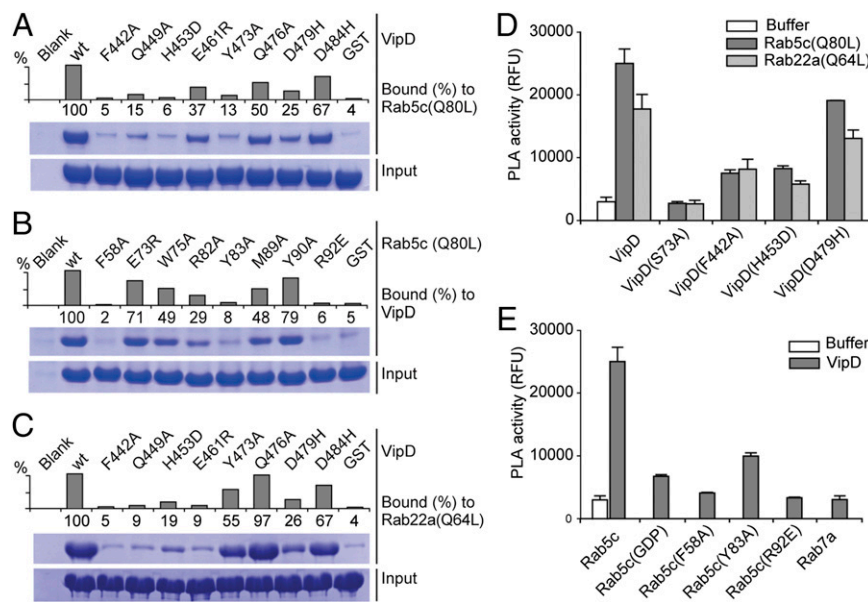 A
Blank
wt
F442A
Q449A
H453D
E461R
Y473A
Q476A
D479H
D484H
GST
VipD
%
Bound (%) to
Rab5c(Q80L)
100 5 15 6 37 13 50 25 67 4
Input
B
Blank
wt
F58A
E73R
W75A
R82A
Y83A
M89A
Y90A
R92E
GST
Rab5c (Q80L)
%
Bound (%) to
VipD
100 2 71 49 29 8 48 79 6 5
Input
C
Blank
wt
F442A
Q449A
H453D
E461R
Y473A
Q476A
D479H
D484H
GST
VipD
%
Bound (%) to
Rab22a(Q64L)
100 5 9 19 9 55 97 26 67 4
Input
D
Buffer
Rab5c(Q80L)
Rab22a(Q64L)
PLA activity (RFU)
30000
20000
10000
0
VipD
VipD(S73A)
VipD(F442A)
VipD(H453D)
VipD(D479H)
E
Buffer
VipD
PLA activity (RFU)
30000
20000
10000
0
Rab5c
Rab5c(GDP)
Rab5c(F58A)
Rab5c(Y83A)
Rab5c(R92E)
Rab7a